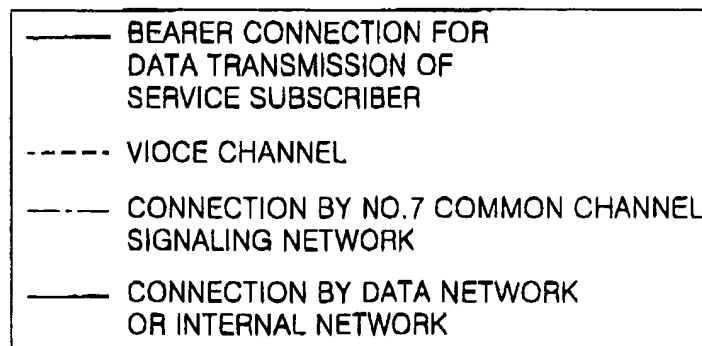 BEARER CONNECTION FOR
DATA TRANSMISSION OF
SERVICE SUBSCRIBER
VIOCE CHANNEL
CONNECTION BY NO.7 COMMON CHANNEL
SIGNALING NETWORK
CONNECTION BY DATA NETWORK
OR INTERNAL NETWORK